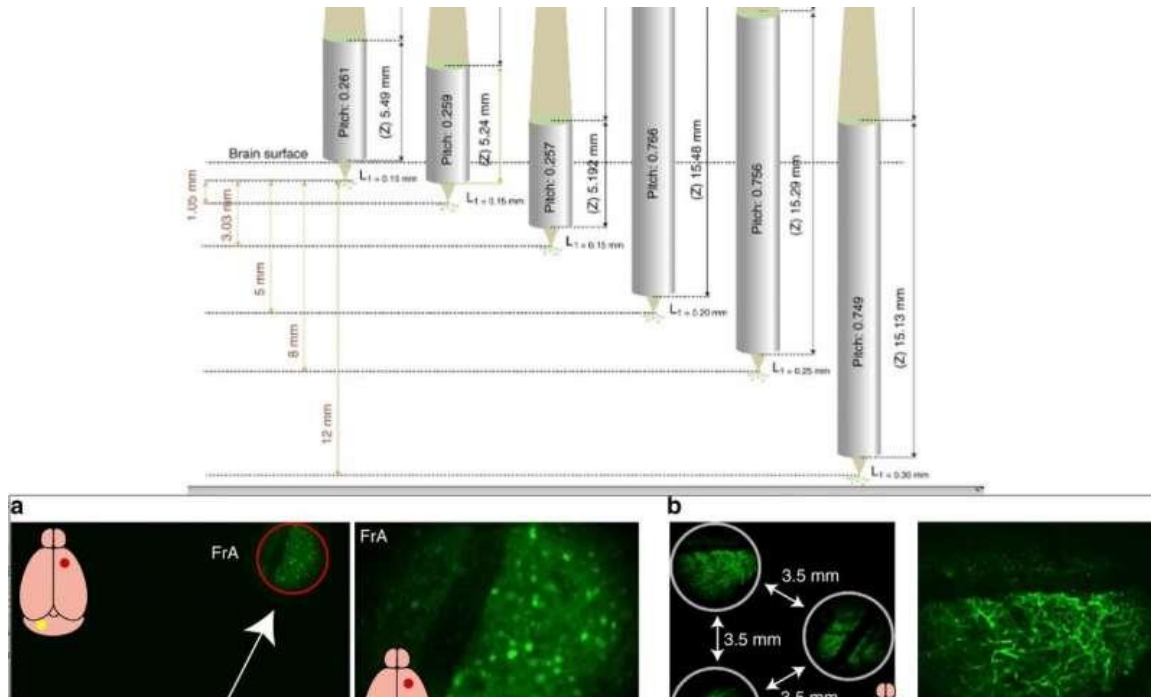 Pitch: 0.261
(Z) 5.49 mm
Pitch: 0.259
(Z) 5.24 mm
Pitch: 0.257
(Z) 5.192 mm
Pitch: 0.766
(Z) 15.48 mm
Pitch: 0.756
(Z) 15.29 mm
Pitch: 0.749
(Z) 15.13 mm
Brain surface
L1 = 0.15 mm
L1 = 0.15 mm
L1 = 0.15 mm
L1 = 0.20 mm
L1 = 0.25 mm
L1 = 0.30 mm
1.05 mm
3.03 mm
5 mm
8 mm
12 mm
a
FrA
FrA
b
3.5 mm
3.5 mm
3.5 mm